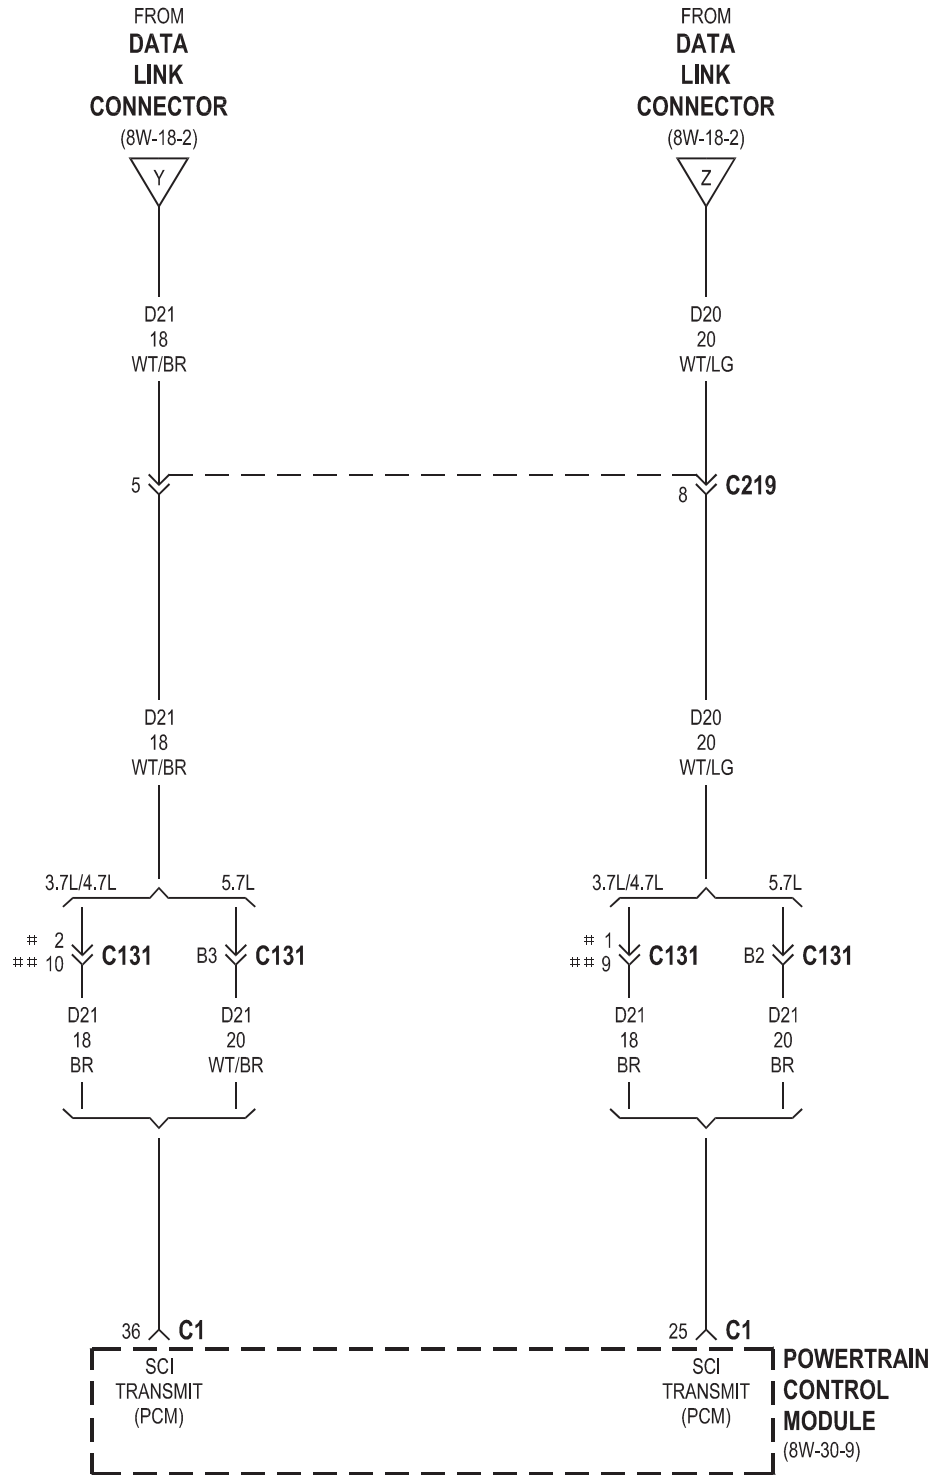 FROM
DATA
LINK
CONNECTOR
(8W-18-2)
Y
FROM
DATA
LINK
CONNECTOR
(8W-18-2)
Z
D21
18
WT/BR
D20
20
WT/LG
5
8
C219
D21
18
WT/BR
D20
20
WT/LG
3.7L/4.7L
5.7L
3.7L/4.7L
5.7L
# 2
## 10
C131
B3
C131
# 1
## 9
C131
B2
C131
D21
18
BR
D21
20
WT/BR
D21
18
BR
D21
20
BR
36
C1
25
C1
SCI
TRANSMIT
(PCM)
SCI
TRANSMIT
(PCM)
POWERTRAIN
CONTROL
MODULE
(8W-30-9)